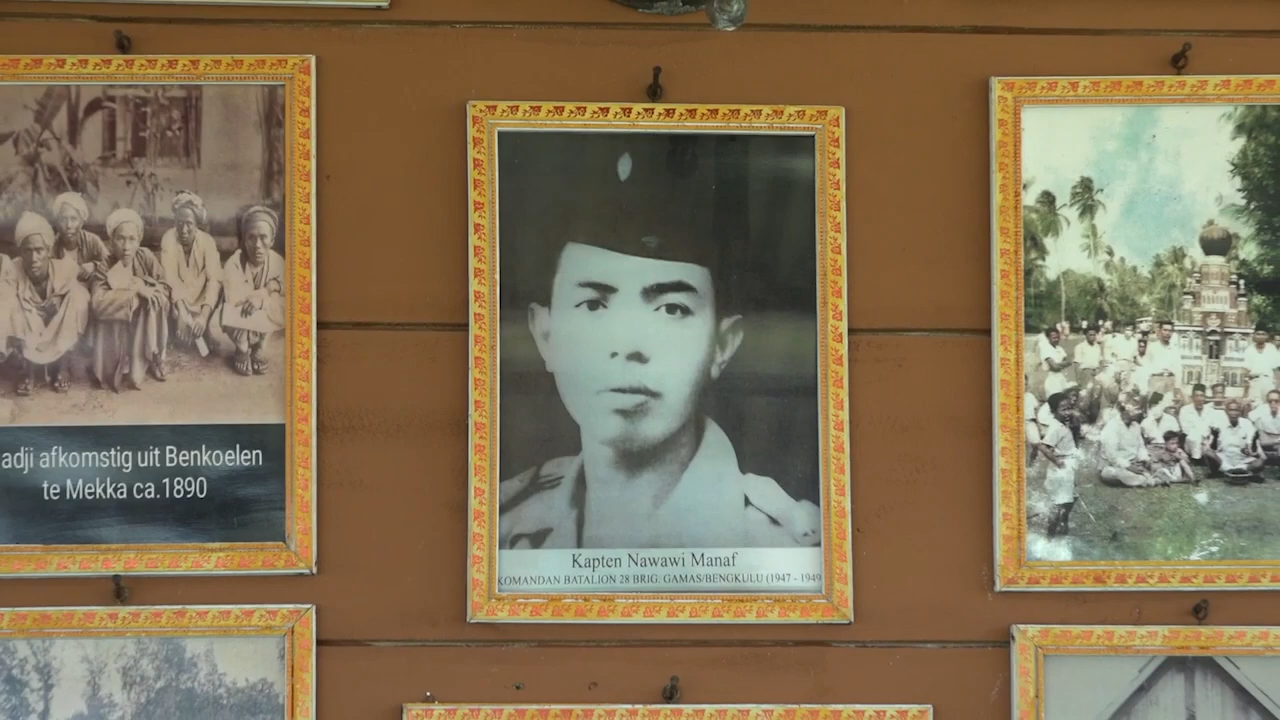 adji afkomstig uit Benkoelen
te Mekka ca.1890
Kapten Nawawi Manaf
KOMANDAN BATALION 28 BRIG. GAMAS/BENGKULU (1947 - 1949